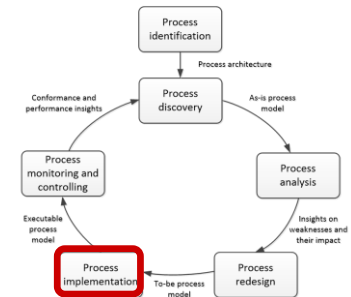 Process
identification
Process architecture
Process
discovery
As-is process
model
Process
analysis
Insights on
weaknesses and
their impact
Process
redesign
To-be process
model
Process
implementation
Executable
process
model
Process
monitoring and
controlling
Conformance and
performance insights